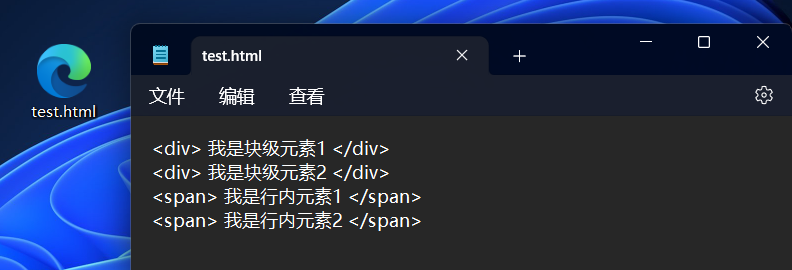 test.html
test.html
文件 编辑 查看
<div> 我是块级元素1 </div>
<div> 我是块级元素2 </div>
<span> 我是行内元素1 </span>
<span> 我是行内元素2 </span>